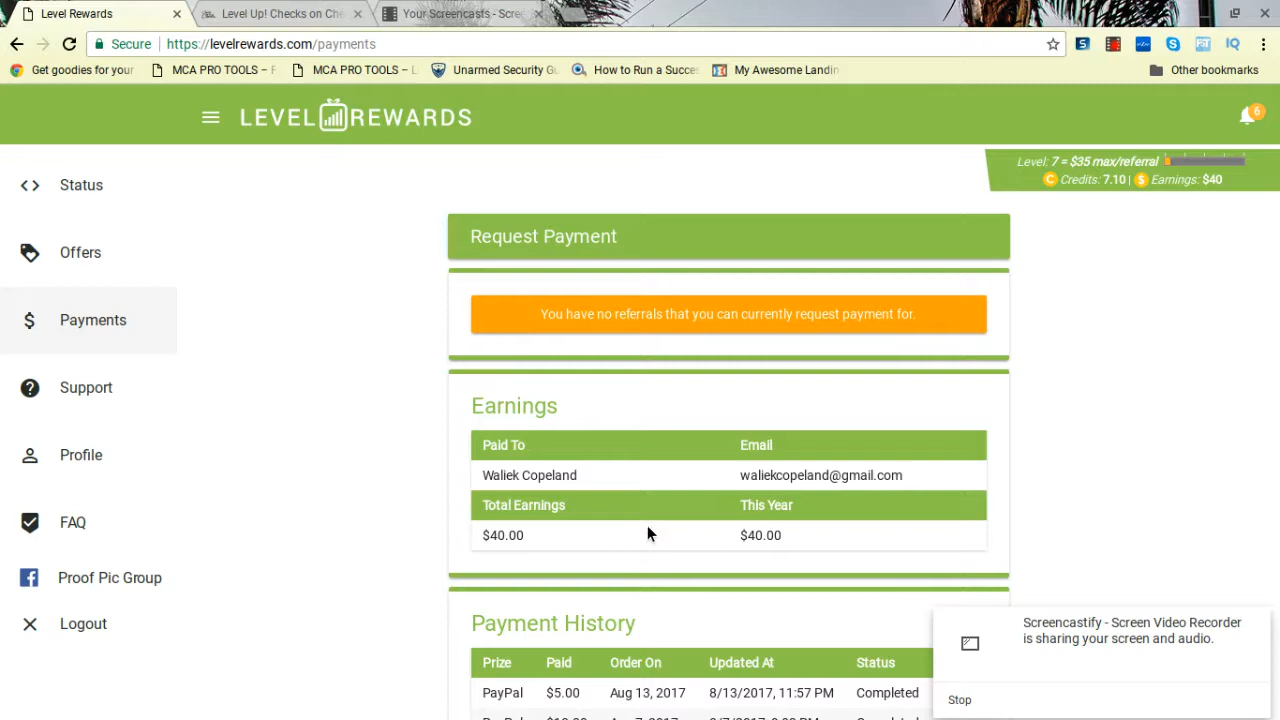 Level Rewards
Level Up! Checks on Che
Your Screencasts - Scree
Secure
https://levelrewards.com/payments
IQ
Get goodies for your
MCA PRO TOOLS – F
MCA PRO TOOLS – L
Unarmed Security Gu
How to Run a Succes
My Awesome Landin
Other bookmarks
LEVEL REWARDS
6
Level: 7 = $35 max/referral
C Credits: 7.10 | $ Earnings: $40
Status
Offers
Payments
Support
Profile
FAQ
Proof Pic Group
Logout
Request Payment
You have no referrals that you can currently request payment for.
Earnings
Paid To Email
Waliek Copeland waliekcopeland@gmail.com
Total Earnings This Year
$40.00 $40.00
Payment History
Prize Paid Order On Updated At Status
PayPal $5.00 Aug 13, 2017 8/13/2017, 11:57 PM Completed
Screencastify - Screen Video Recorder
is sharing your screen and audio.
Stop